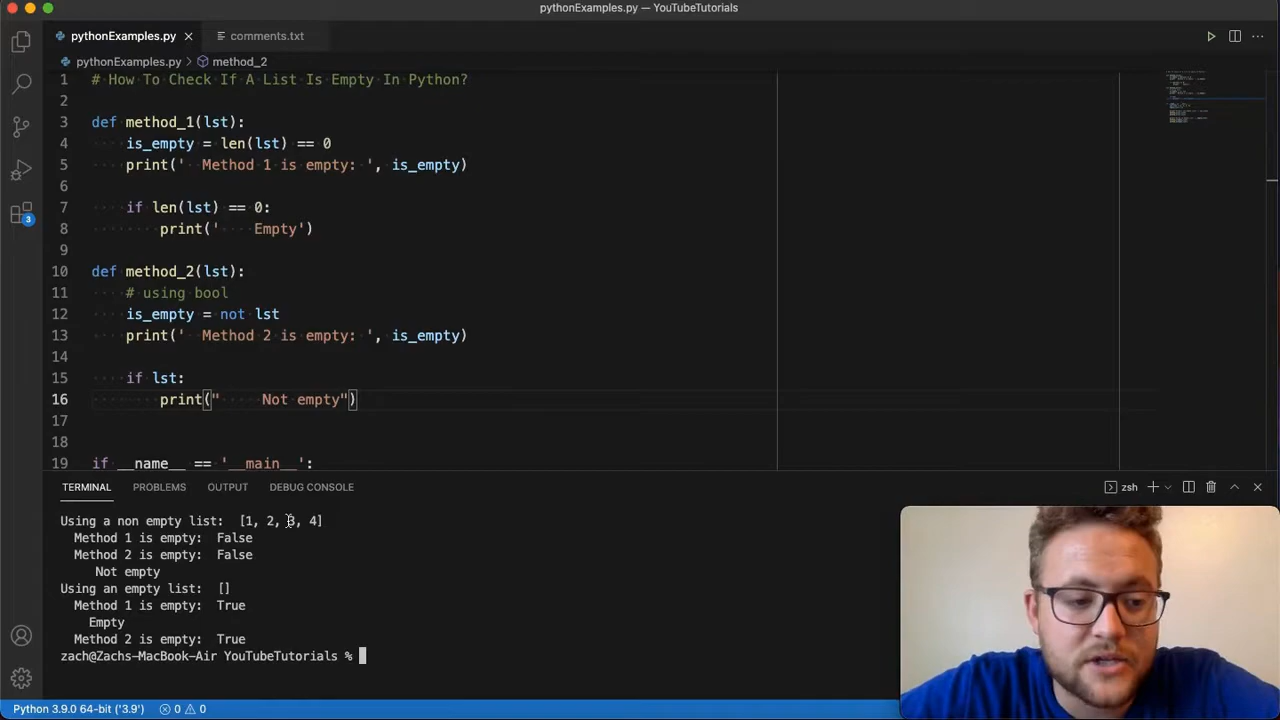 pythonExamples.py — YouTubeTutorials
pythonExamples.py
comments.txt
pythonExamples.py > method_2
1 # How To Check If A List Is Empty In Python?
2
3 def method_1(lst):
4 is_empty = len(lst) == 0
5 print('  Method 1 is empty: ', is_empty)
6
7 if len(lst) == 0:
8 print('    Empty')
9
10 def method_2(lst):
11 # using bool
12 is_empty = not lst
13 print('  Method 2 is empty: ', is_empty)
14
15 if lst:
16 print("     Not empty")
17
18
19 if __name__ == '__main__':
3
TERMINAL PROBLEMS OUTPUT DEBUG CONSOLE
zsh
Using a non empty list:  [1, 2, 3, 4]
  Method 1 is empty:  False
  Method 2 is empty:  False
     Not empty
Using an empty list:  []
  Method 1 is empty:  True
    Empty
  Method 2 is empty:  True
zach@Zachs-MacBook-Air YouTubeTutorials %
Python 3.9.0 64-bit ('3.9') 0 0